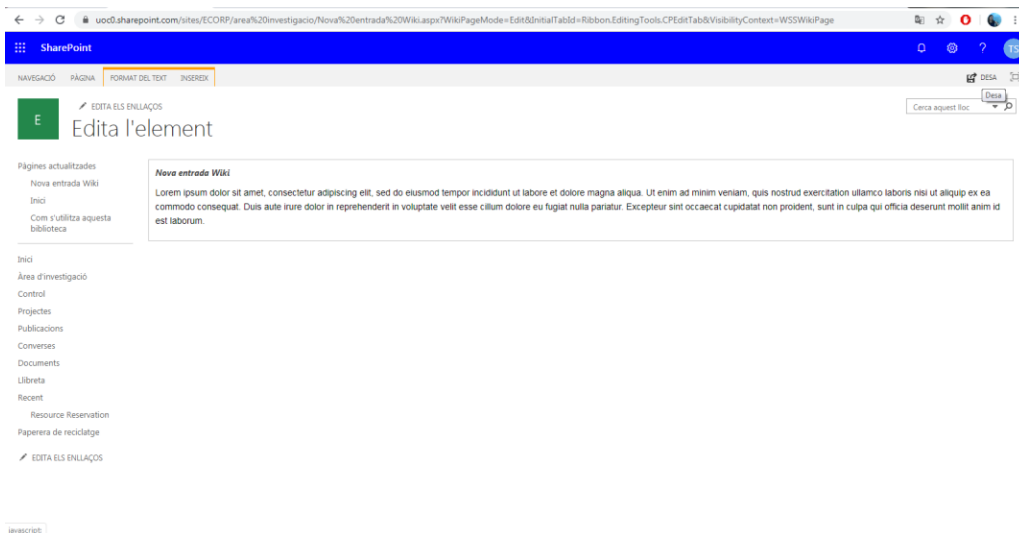 uoc0.sharepoint.com/sites/ECORP/area%20investigacio/Nova%20entrada%20Wiki.aspx?WikiPageMode=Edit&InitialTabId=Ribbon.EditingTools.CPEditTab&VisibilityContext=WSSWikiPage
SharePoint
?
TS
NAVEGACIÓ PÀGINA FORMAT DEL TEXT INSEREIX
DESA
Desa
E
EDITA ELS ENLLAÇOS
Edita l'element
Cerca aquest lloc
Pàgines actualitzades
Nova entrada Wiki
Inici
Com s'utilitza aquesta
biblioteca
Inici
Àrea d'investigació
Control
Projectes
Publicacions
Converses
Documents
Llibreta
Recent
Resource Reservation
Paperera de reciclatge
EDITA ELS ENLLAÇOS
Nova entrada Wiki
Lorem ipsum dolor sit amet, consectetur adipiscing elit, sed do eiusmod tempor incididunt ut labore et dolore magna aliqua. Ut enim ad minim veniam, quis nostrud exercitation ullamco laboris nisi ut aliquip ex ea
commodo consequat. Duis aute irure dolor in reprehenderit in voluptate velit esse cillum dolore eu fugiat nulla pariatur. Excepteur sint occaecat cupidatat non proident, sunt in culpa qui officia deserunt mollit anim id
est laborum.
javascript: